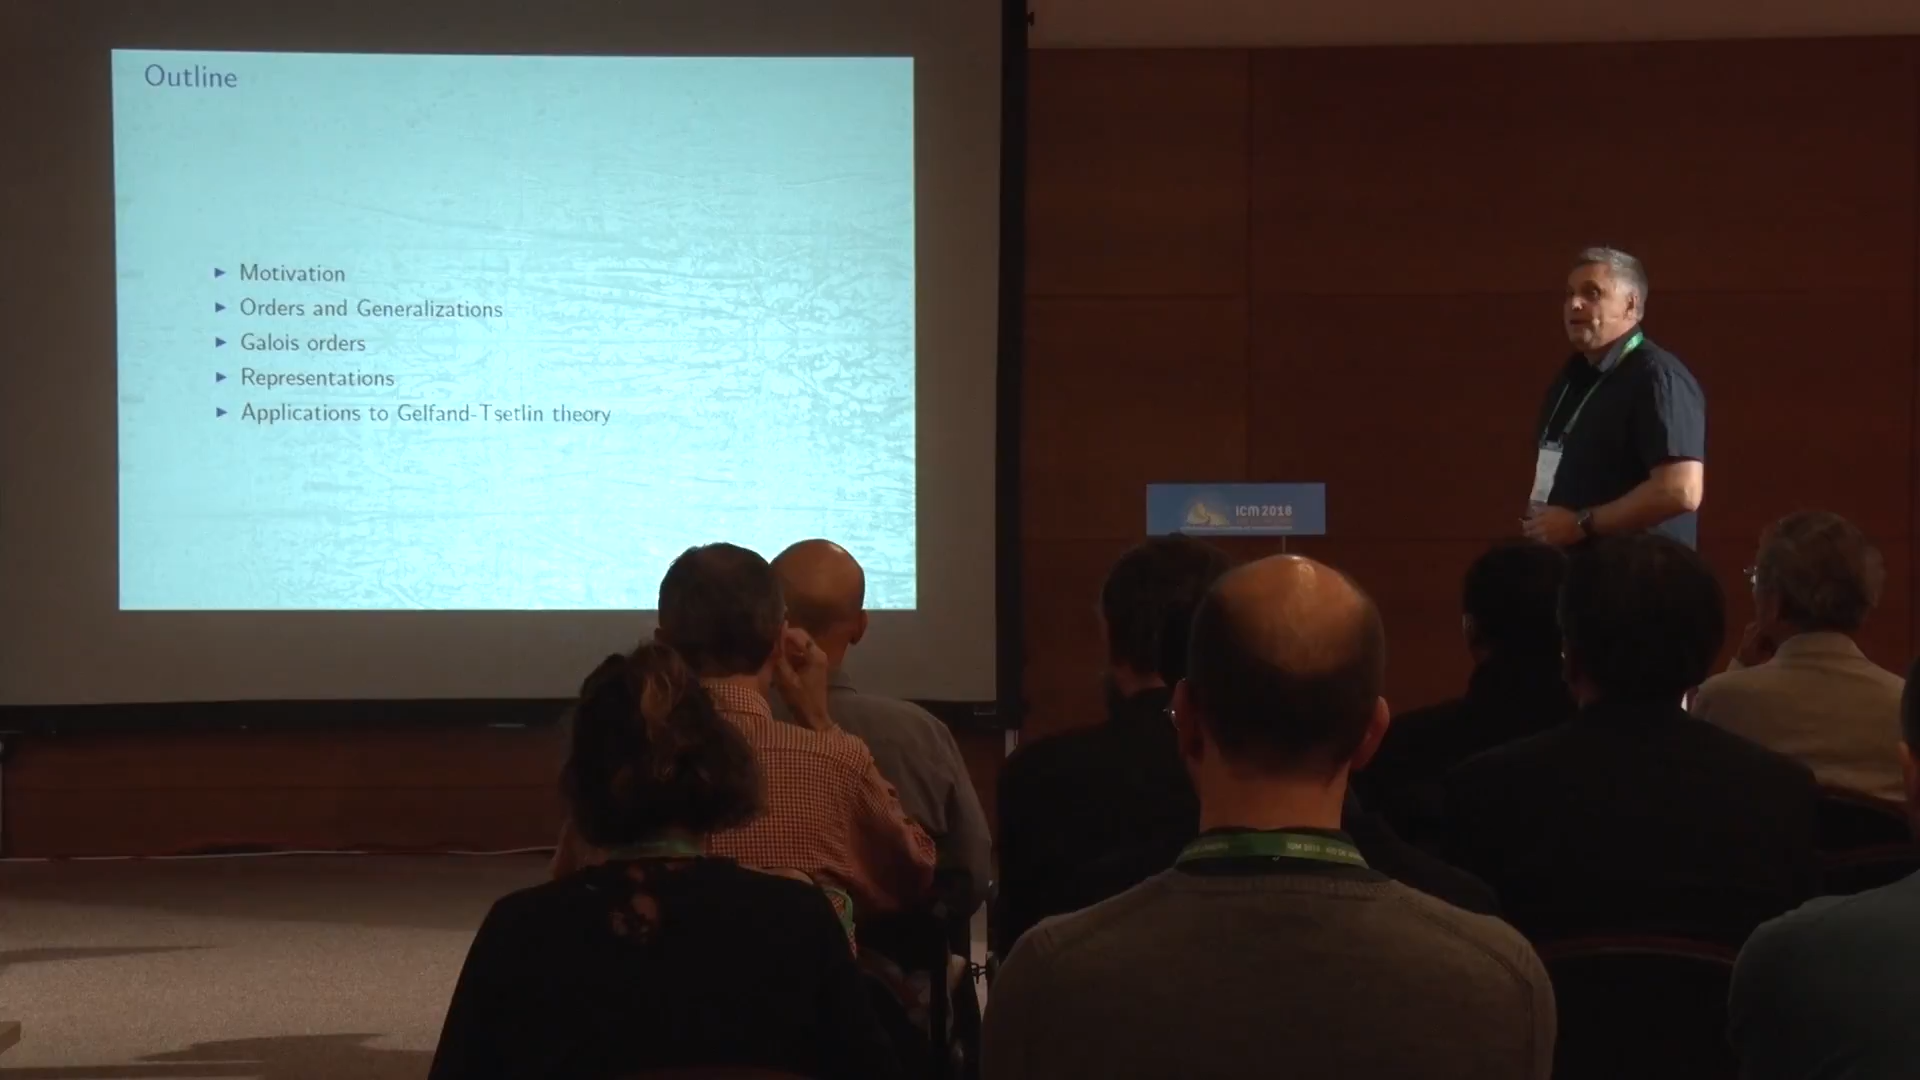 Outline
Motivation
Orders and Generalizations
Galois orders
Representations
Applications to Gelfand-Tsetlin theory
ICM 2018